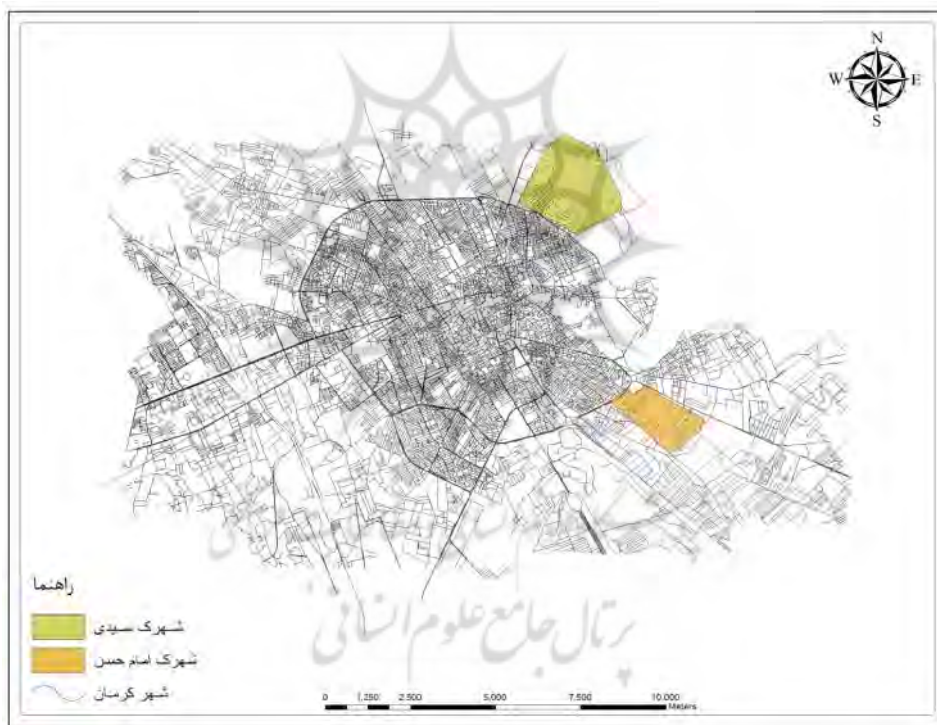 N
W E
S
راهنما
شهرک سیدی
شهرک امام حسن
شهر کرمان
پرتال جامع علوم انسانی
0 1,250 2,500 5,000 7,500 10,000
Meters